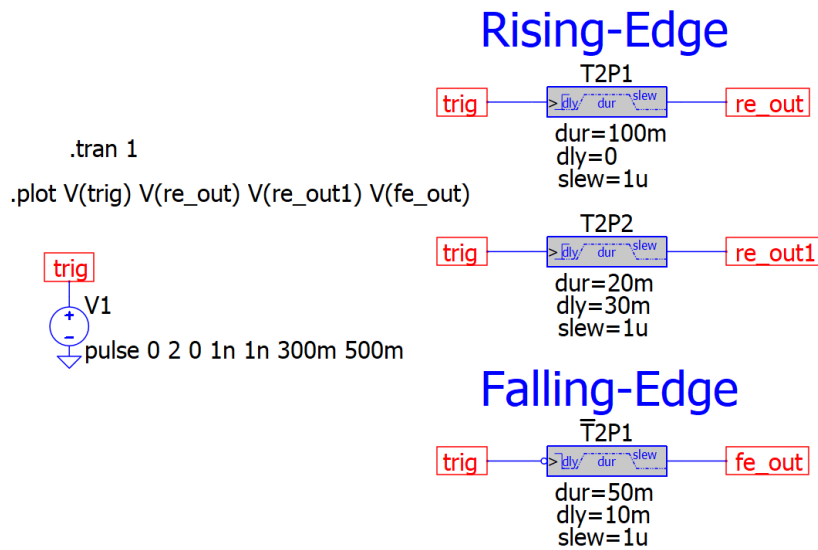 Rising-Edge
T2P1
trig
>
dly
dur
slew
re_out
dur=100m
dly=0
slew=1u
.tran 1
.plot V(trig) V(re_out) V(re_out1) V(fe_out)
T2P2
trig
>
dly
dur
slew
re_out1
dur=20m
dly=30m
slew=1u
trig
V1
+
−
pulse 0 2 0 1n 1n 300m 500m
Falling-Edge
T̅2P1
trig
>
dly
dur
slew
fe_out
dur=50m
dly=10m
slew=1u